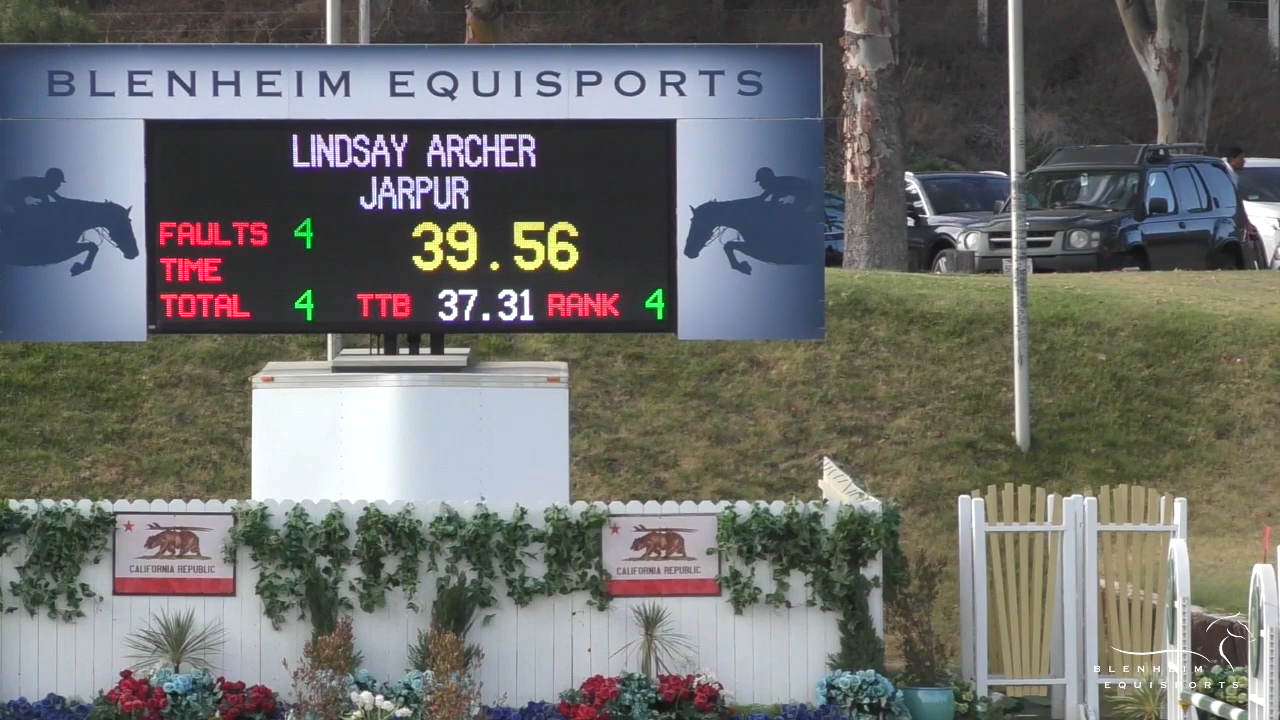 BLENHEIM EQUISPORTS
LINDSAY ARCHER
JARPUR
FAULTS 4 39.56
TIME
TOTAL 4 TTB 37.31 RANK 4
CALIFORNIA REPUBLIC
CALIFORNIA REPUBLIC
BLENHEIM
EQUISPORTS